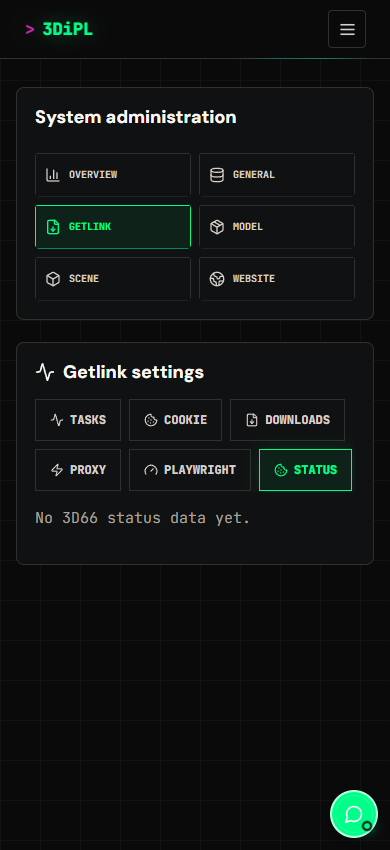 > 3DiPL
System administration
OVERVIEW
GENERAL
GETLINK
MODEL
SCENE
WEBSITE
Getlink settings
TASKS
COOKIE
DOWNLOADS
PROXY
PLAYWRIGHT
STATUS
No 3D66 status data yet.